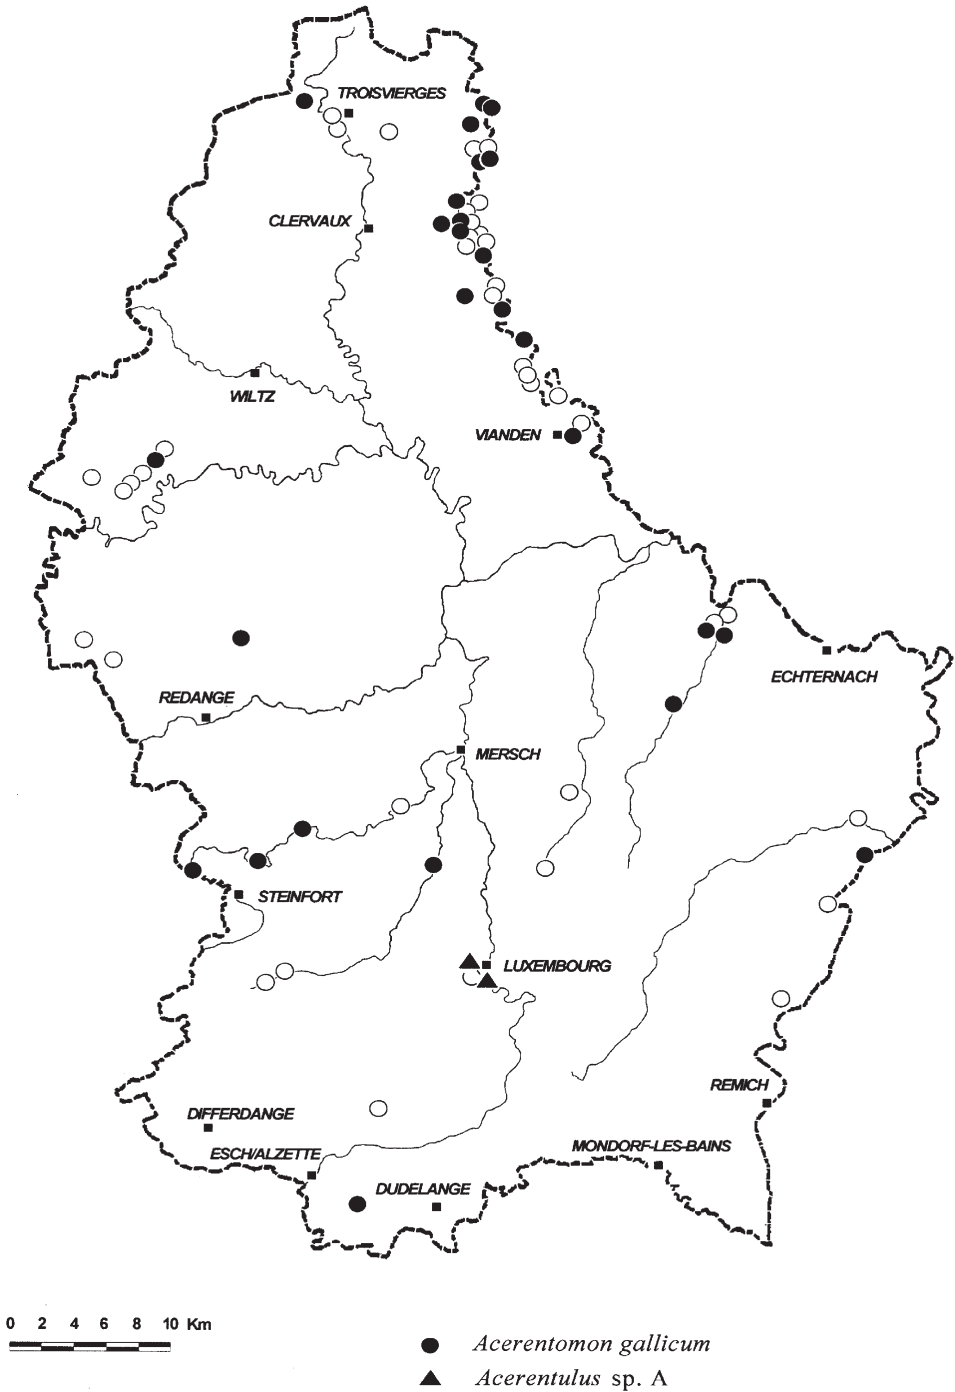 TROISVIERGES
CLERVAUX
WILTZ
VIANDEN
ECHTERNACH
REDANGE
MERSCH
STEINFORT
LUXEMBOURG
REMICH
DIFFERDANGE
MONDORF-LES-BAINS
ESCH/ALZETTE
DUDELANGE
0 2 4 6 8 10 Km
Acerentomon gallicum
Acerentulus sp. A